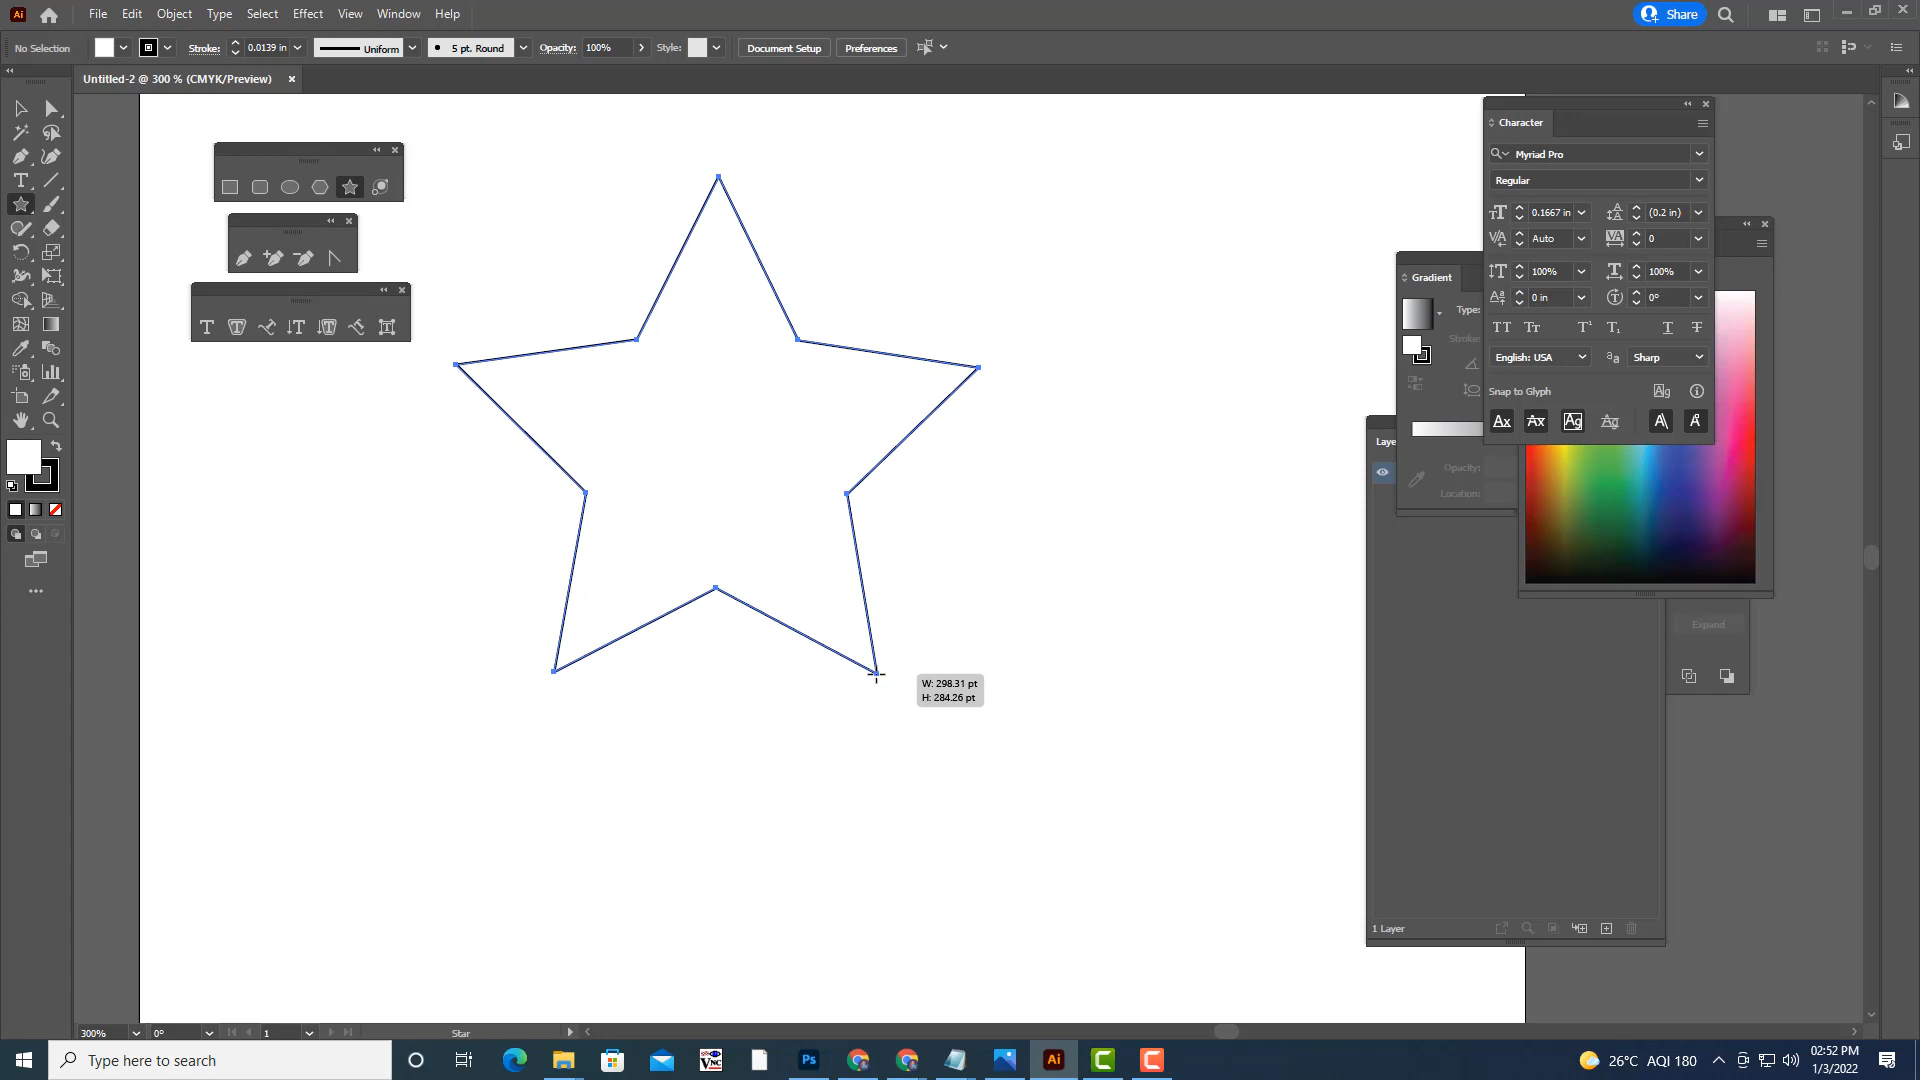 Ai File Edit Object Type Select Effect View Window Help Share
No Selection Stroke: 0.0139 in Uniform 5 pt. Round Opacity: 100% Style: Document Setup Preferences
Untitled-2 @ 300 % (CMYK/Preview)
Character
Myriad Pro
Regular
0.1667 in (0.2 in)
Auto 0
100% 100%
0 in 0°
English: USA Sharp
Snap to Glyph
Gradient
Type:
Stroke:
Opacity:
Location:
Laye
Expand
W: 298.31 pt
H: 284.26 pt
1 Layer
300% 0° 1 Star
Type here to search
Ps
Ai
26°C AQI 180
02:52 PM
1/3/2022